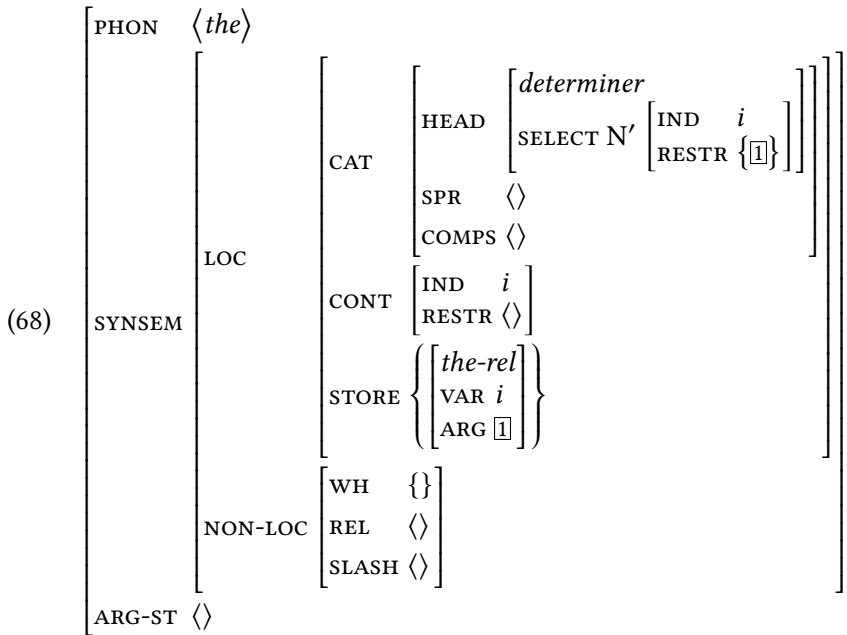 PHON ⟨the⟩
determiner
HEAD
IND i
SELECT N′
RESTR {1}
CAT
SPR ⟨⟩
COMPS ⟨⟩
LOC
IND i
CONT
RESTR ⟨⟩
(68) SYNSEM
the-rel
STORE VAR i
ARG 1
WH {}
NON-LOC REL ⟨⟩
SLASH ⟨⟩
ARG-ST ⟨⟩